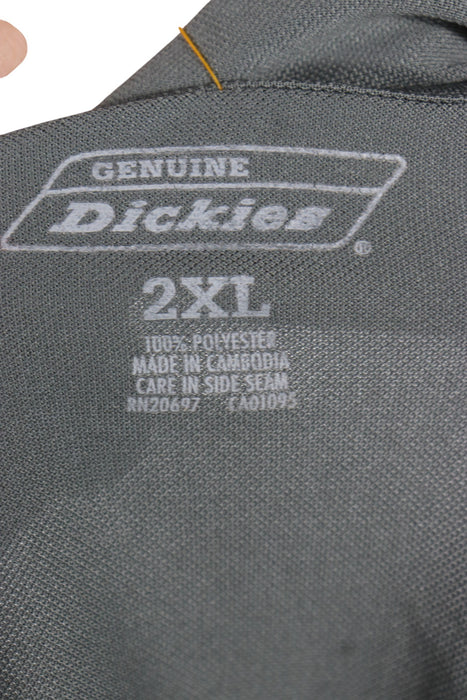 GENUINE
Dickies®
2XL
100% POLYESTER
MADE IN CAMBODIA
CARE IN SIDE SEAM
RN20697 CA01095